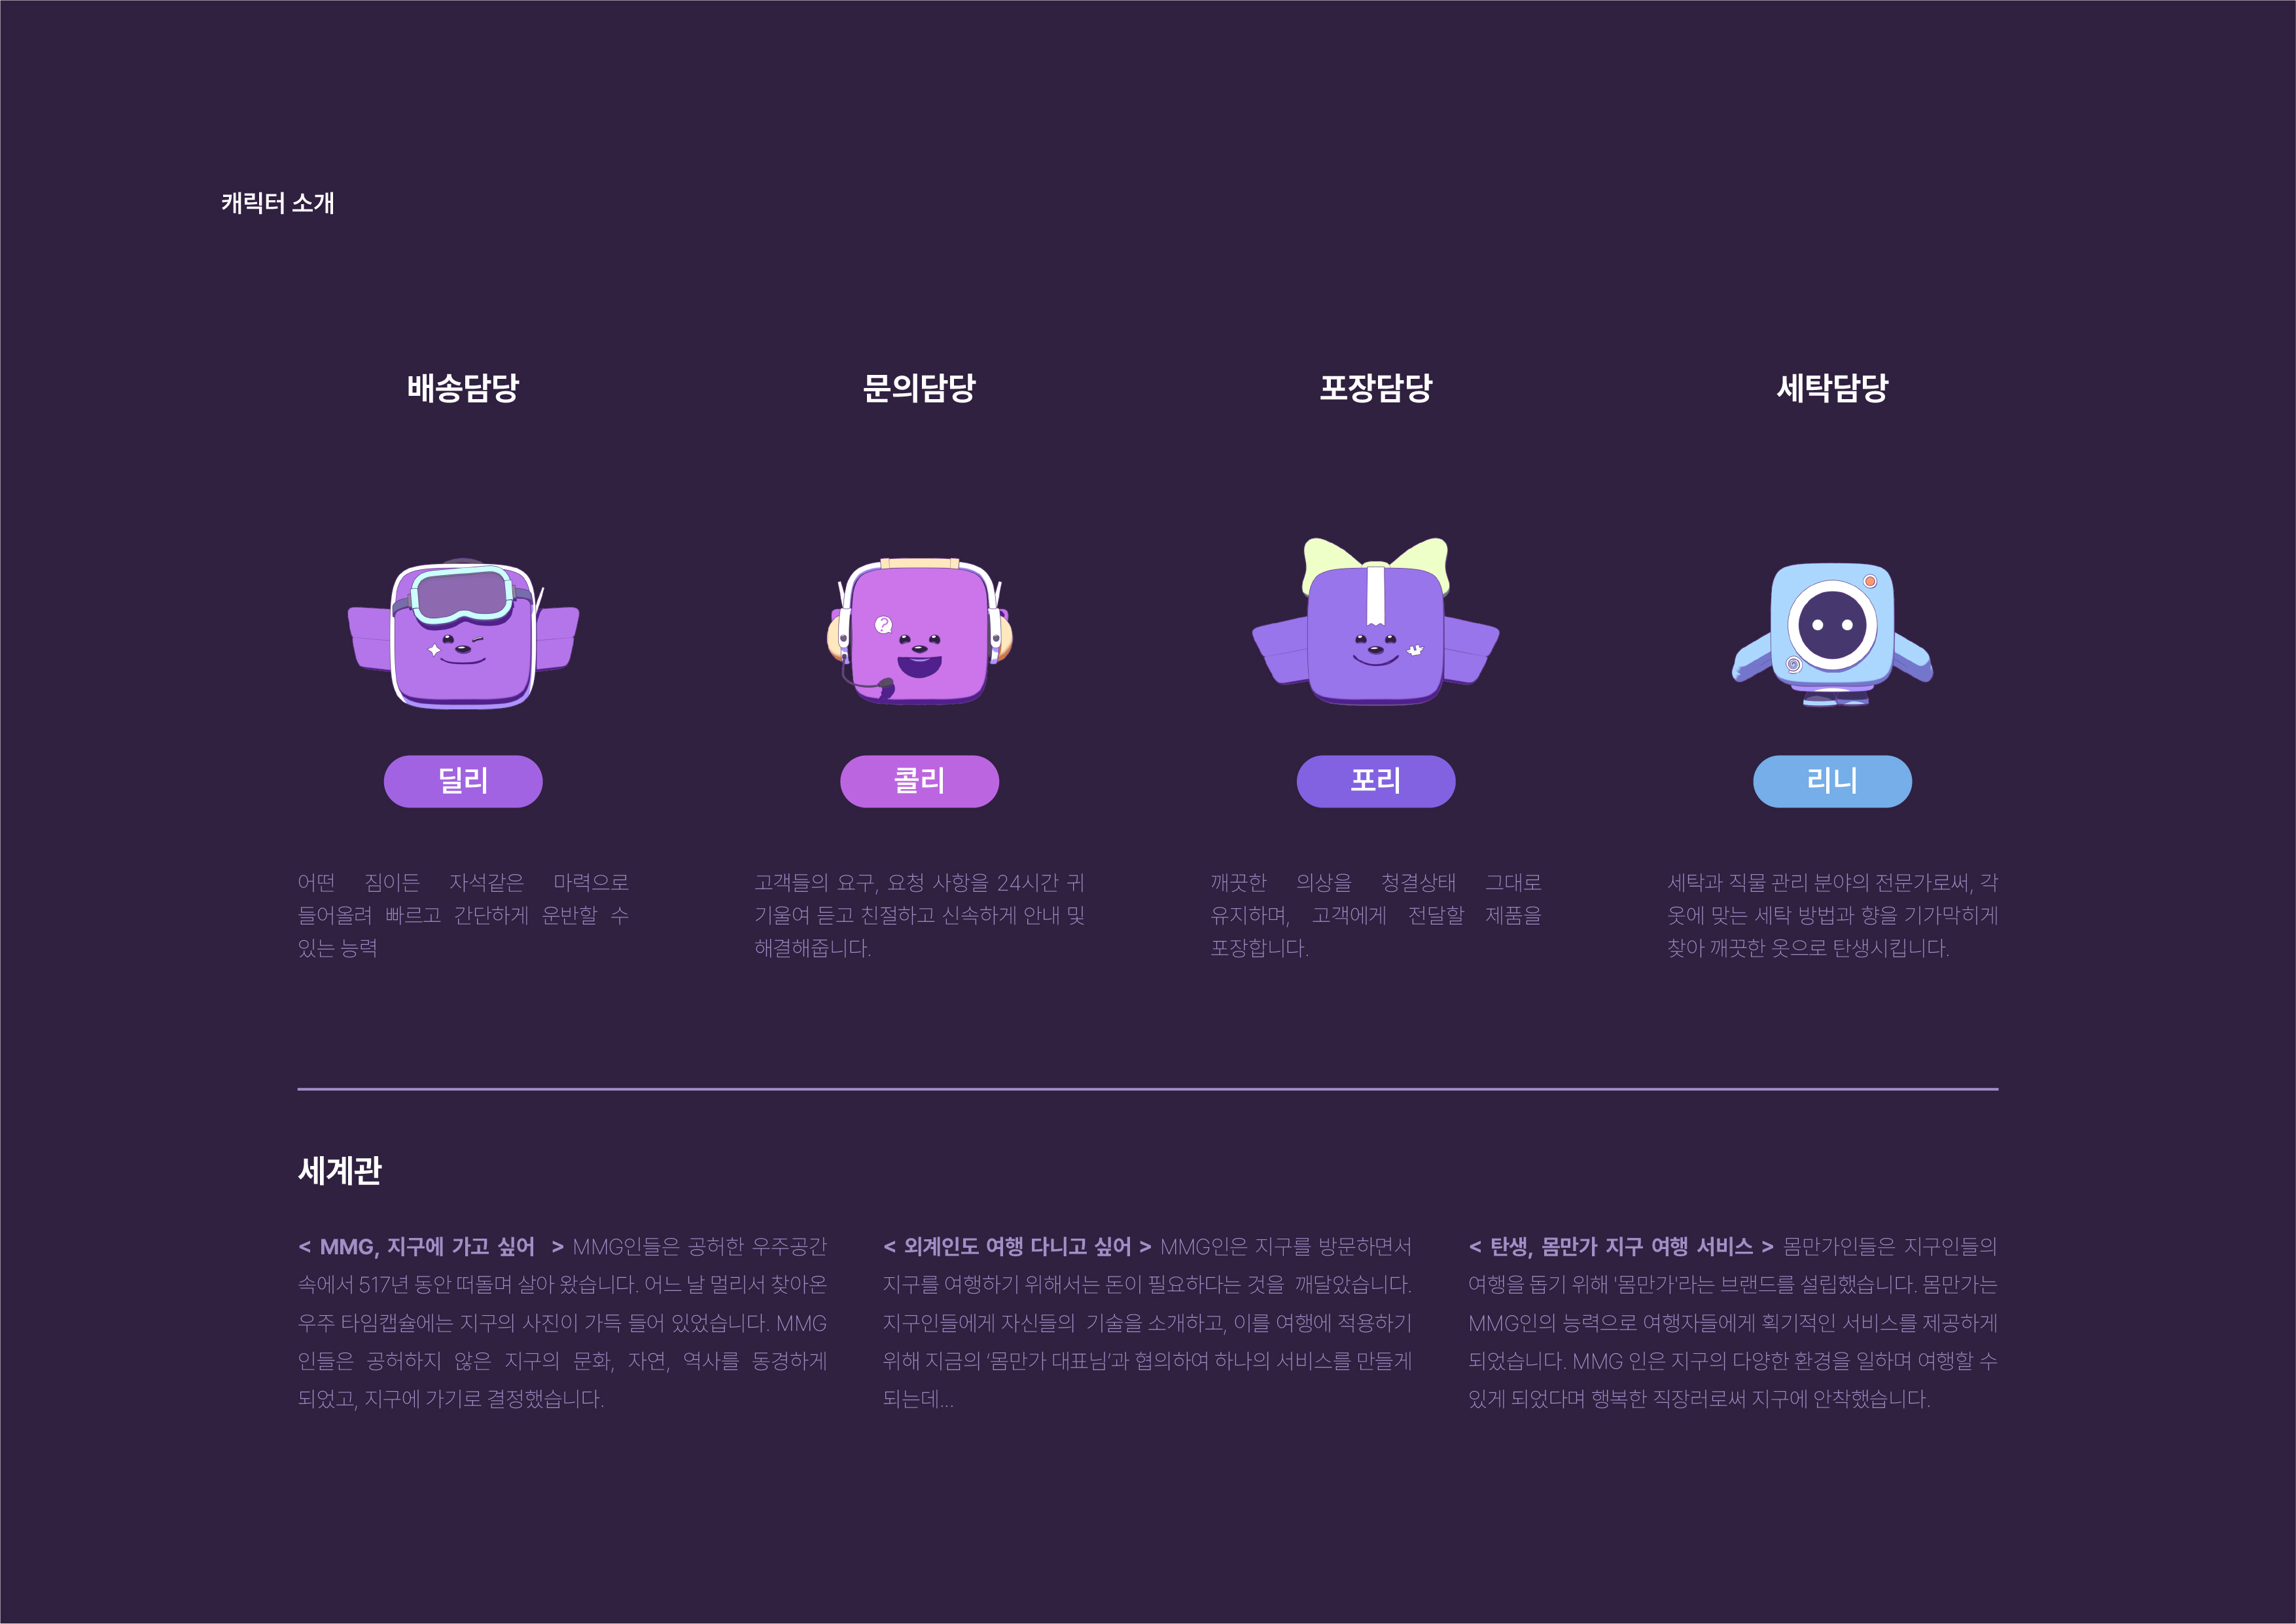 캐릭터 소개
배송담당
문의담당
포장담당
세탁담당
?
딜리
콜리
포리
리니
어떤 짐이든 자석같은 마력으로
들어올려 빠르고 간단하게 운반할 수
있는 능력
고객들의 요구, 요청 사항을 24시간 귀
기울여 듣고 친절하고 신속하게 안내 및
해결해줍니다.
깨끗한 의상을 청결상태 그대로
유지하며, 고객에게 전달할 제품을
포장합니다.
세탁과 직물 관리 분야의 전문가로써, 각
옷에 맞는 세탁 방법과 향을 기가막히게
찾아 깨끗한 옷으로 탄생시킵니다.
세계관
< MMG, 지구에 가고 싶어 > MMG인들은 공허한 우주공간
속에서 517년 동안 떠돌며 살아 왔습니다. 어느 날 멀리서 찾아온
우주 타임캡슐에는 지구의 사진이 가득 들어 있었습니다. MMG
인들은 공허하지 않은 지구의 문화, 자연, 역사를 동경하게
되었고, 지구에 가기로 결정했습니다.
< 외계인도 여행 다니고 싶어 > MMG인은 지구를 방문하면서
지구를 여행하기 위해서는 돈이 필요하다는 것을 깨달았습니다.
지구인들에게 자신들의 기술을 소개하고, 이를 여행에 적용하기
위해 지금의 ‘몸만가 대표님’과 협의하여 하나의 서비스를 만들게
되는데...
< 탄생, 몸만가 지구 여행 서비스 > 몸만가인들은 지구인들의
여행을 돕기 위해 '몸만가'라는 브랜드를 설립했습니다. 몸만가는
MMG인의 능력으로 여행자들에게 획기적인 서비스를 제공하게
되었습니다. MMG 인은 지구의 다양한 환경을 일하며 여행할 수
있게 되었다며 행복한 직장러로써 지구에 안착했습니다.